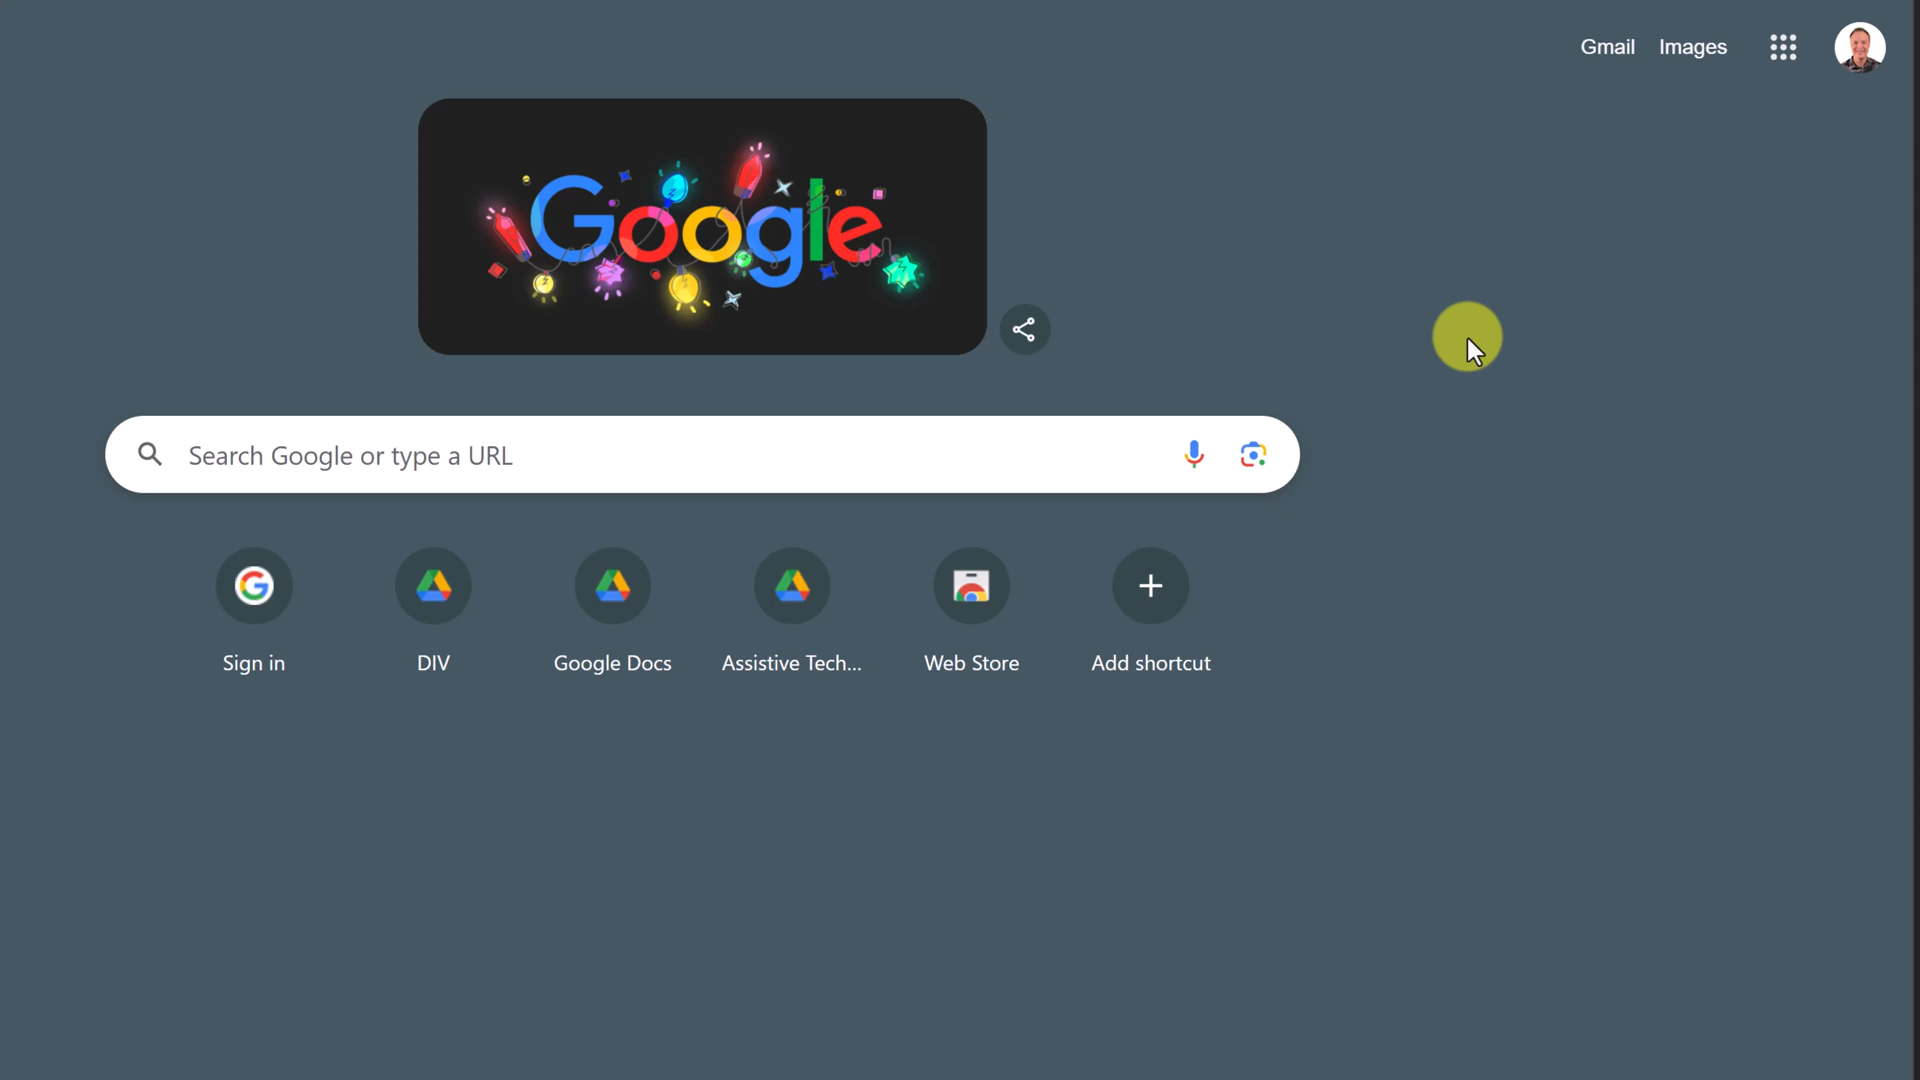 Gmail Images
Google
Search Google or type a URL
Sign in
DIV
Google Docs
Assistive Tech...
Web Store
Add shortcut